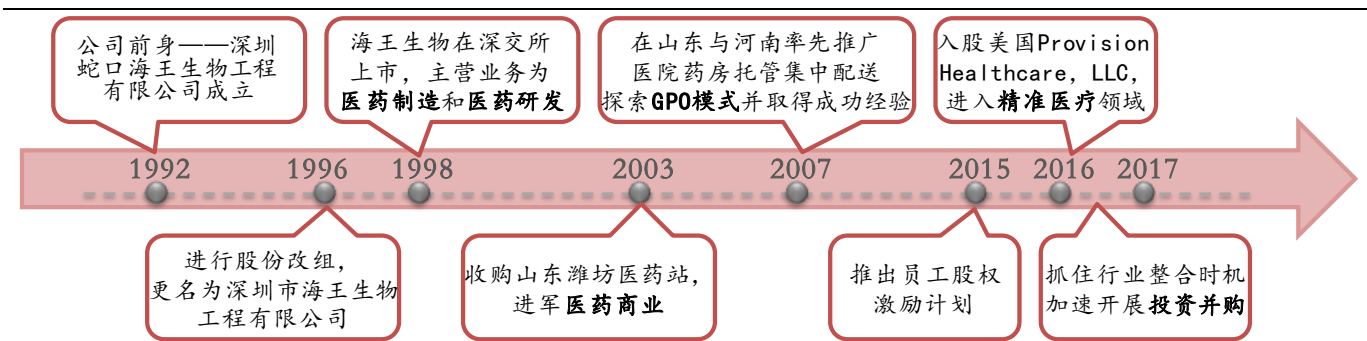 公司前身——深圳
蛇口海王生物工程
有限公司成立
海王生物在深交所
上市，主营业务为
医药制造和医药研发
在山东与河南率先推广
医院药房托管集中配送
探索GPO模式并取得成功经验
入股美国Provision
Healthcare, LLC,
进入精准医疗领域
1992
1996
1998
2003
2007
2015
2016
2017
进行股份改组，
更名为深圳市海王生物
工程有限公司
收购山东潍坊医药站，
进军医药商业
推出员工股权
激励计划
抓住行业整合时机
加速开展投资并购